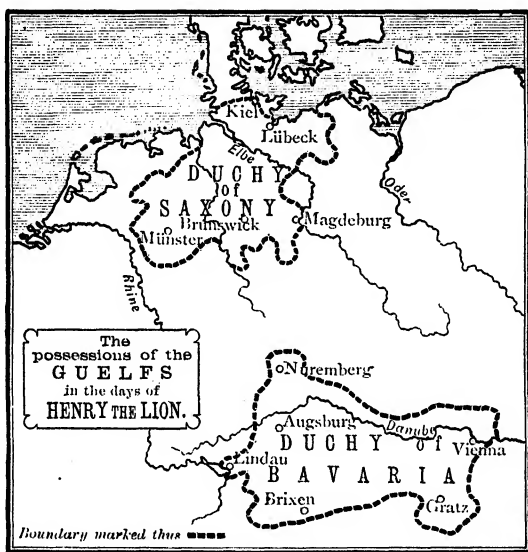 Kiel
Lübeck
Elbe
DUCHY
of
SAXONY
Brunswick
Magdeburg
Münster
Oder
Rhine
The
possessions of the
GUELFS
in the days of
HENRY THE LION.
Nuremberg
Augsburg
Danube
DUCHY of
Vienna
Lindau
BAVARIA
Brixen
Gratz
Boundary marked thus